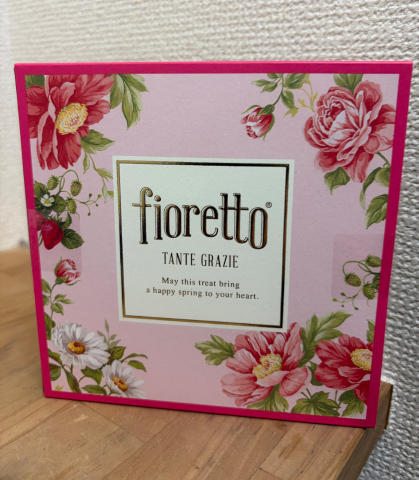 fioretto®
TANTE GRAZIE
May this treat bring
a happy spring to your heart.